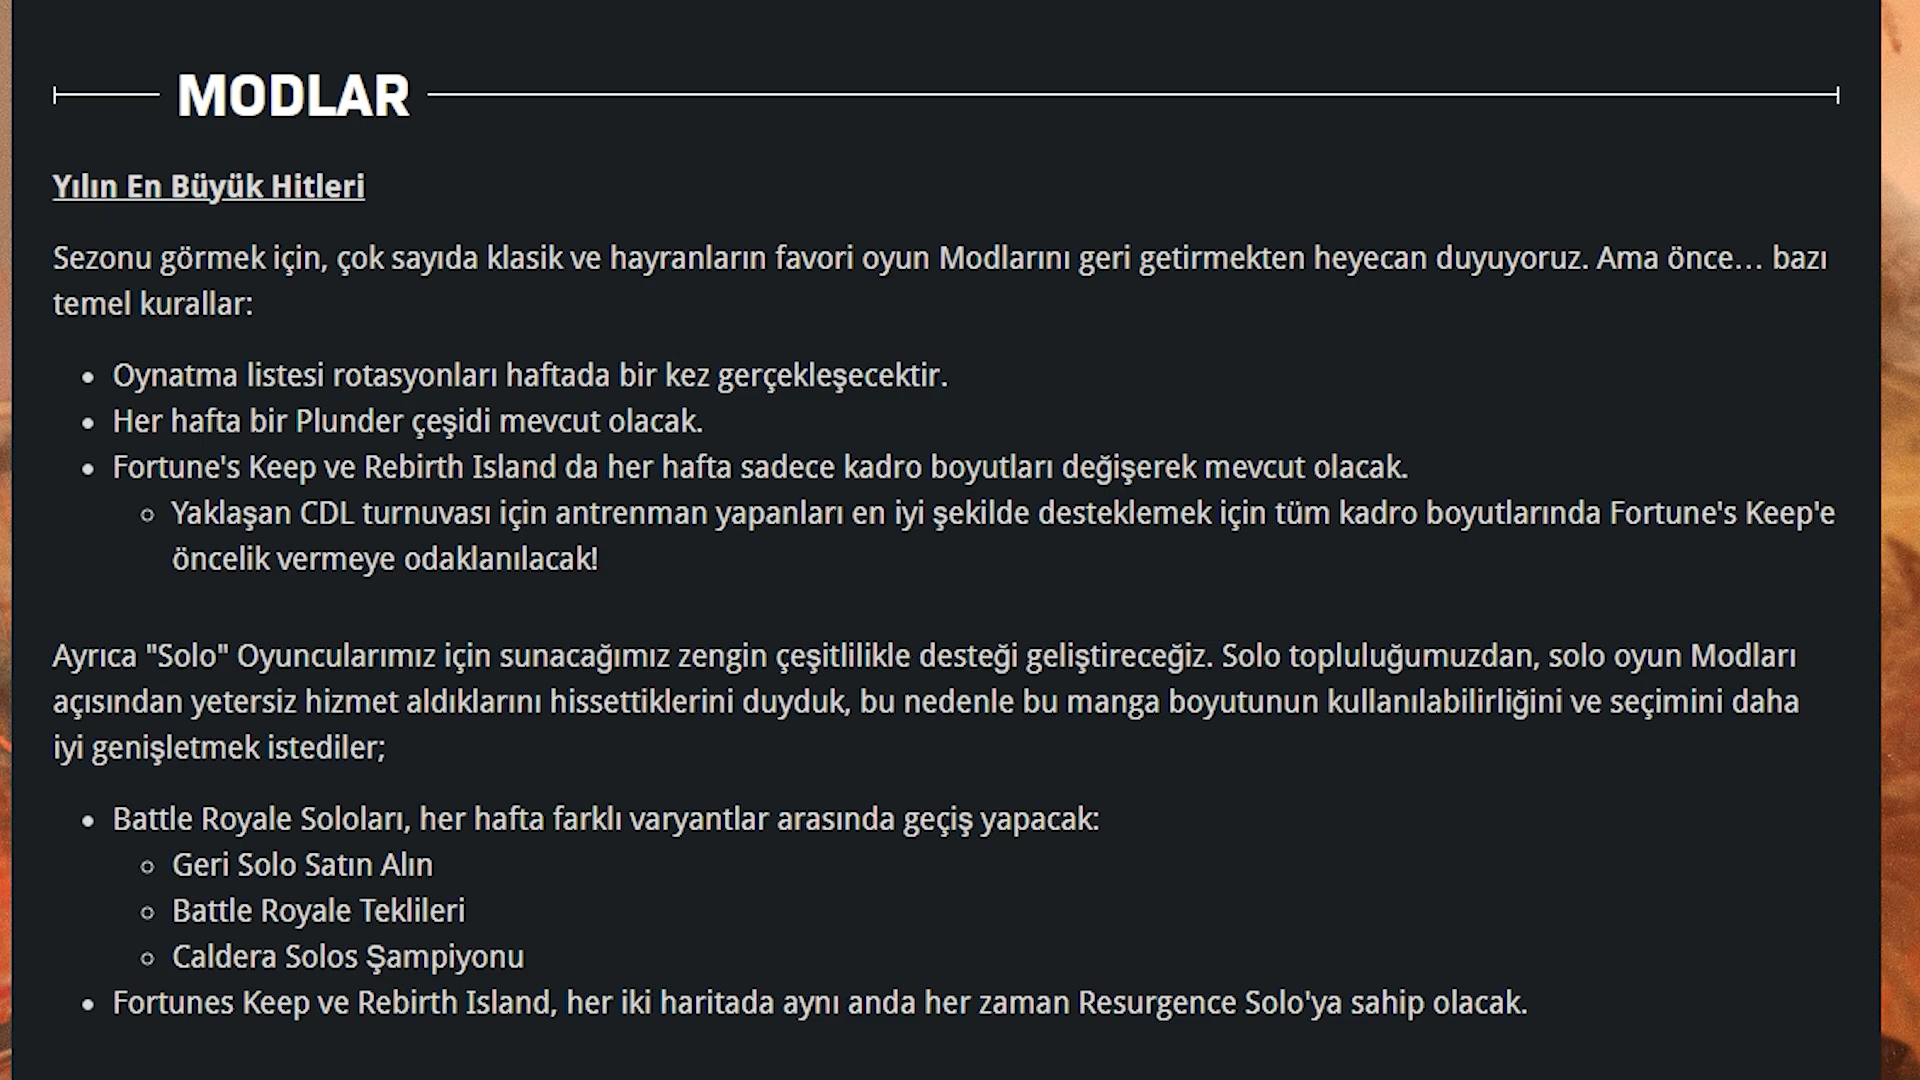 MODLAR
Yılın En Büyük Hitleri
Sezonu görmek için, çok sayıda klasik ve hayranların favori oyun Modlarını geri getirmekten heyecan duyuyoruz. Ama önce… bazı
temel kurallar:
• Oynatma listesi rotasyonları haftada bir kez gerçekleşecektir.
• Her hafta bir Plunder çeşidi mevcut olacak.
• Fortune's Keep ve Rebirth Island da her hafta sadece kadro boyutları değişerek mevcut olacak.
◦ Yaklaşan CDL turnuvası için antrenman yapanları en iyi şekilde desteklemek için tüm kadro boyutlarında Fortune's Keep'e
öncelik vermeye odaklanılacak!
Ayrıca "Solo" Oyuncularımız için sunacağımız zengin çeşitlilikle desteği geliştireceğiz. Solo topluluğumuzdan, solo oyun Modları
açısından yetersiz hizmet aldıklarını hissettiklerini duyduk, bu nedenle bu manga boyutunun kullanılabilirliğini ve seçimini daha
iyi genişletmek istediler;
• Battle Royale Soloları, her hafta farklı varyantlar arasında geçiş yapacak:
◦ Geri Solo Satın Alın
◦ Battle Royale Teklileri
◦ Caldera Solos Şampiyonu
• Fortunes Keep ve Rebirth Island, her iki haritada aynı anda her zaman Resurgence Solo'ya sahip olacak.